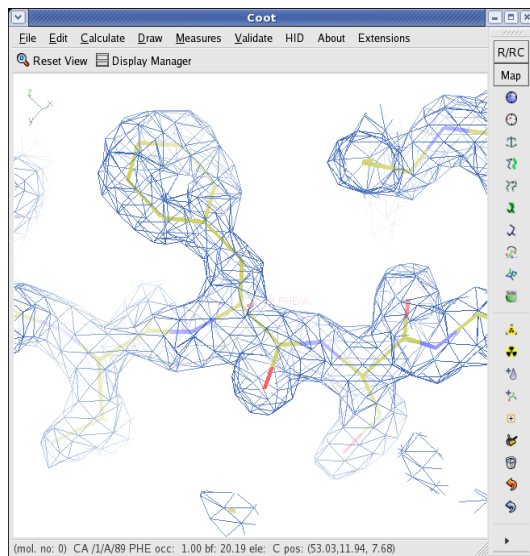 Coot
File Edit Calculate Draw Measures Validate HID About Extensions
R/RC
Reset View Display Manager
Map
z
x
y
PHE/A
(mol. no: 0) CA /1/A/89 PHE occ: 1.00 bf: 20.19 ele: C pos: (53.03,11.94, 7.68)